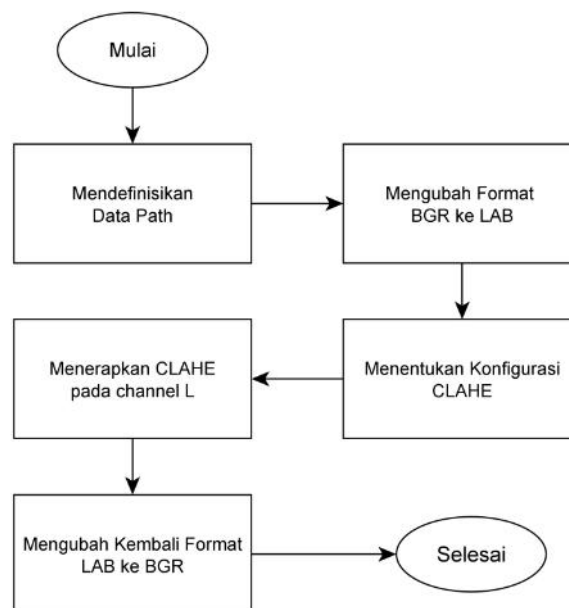 Mulai
Mendefinisikan
Data Path
Mengubah Format
BGR ke LAB
Menentukan Konfigurasi
CLAHE
Menerapkan CLAHE
pada channel L
Mengubah Kembali Format
LAB ke BGR
Selesai